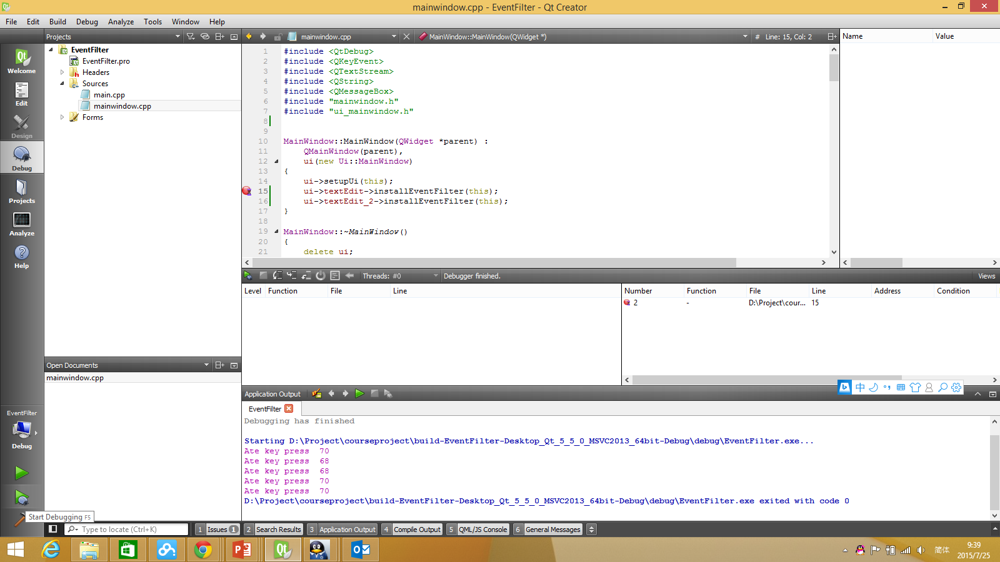 mainwindow.cpp - EventFilter - Qt Creator
File Edit Build Debug Analyze Tools Window Help
Projects
mainwindow.cpp
MainWindow::MainWindow(QWidget *)
# Line: 15, Col: 2
Name Value
Welcome
Edit
Design
Debug
Projects
Analyze
Help
EventFilter
EventFilter.pro
Headers
Sources
main.cpp
mainwindow.cpp
Forms
1 #include <QtDebug>
2 #include <QKeyEvent>
3 #include <QTextStream>
4 #include <QString>
5 #include <QMessageBox>
6 #include "mainwindow.h"
7 #include "ui_mainwindow.h"
8
9
10 MainWindow::MainWindow(QWidget *parent) :
11 QMainWindow(parent),
12 ui(new Ui::MainWindow)
13 {
14 ui->setupUi(this);
15 ui->textEdit->installEventFilter(this);
16 ui->textEdit_2->installEventFilter(this);
17 }
18
19 MainWindow::~MainWindow()
20 {
21 delete ui;
Threads: #0 Debugger finished. Views
Level Function File Line
Number Function File Line Address Condition
2 - D:\Project\cour... 15
Open Documents
mainwindow.cpp
中
Application Output
EventFilter
Debugging has finished
Starting D:\Project\courseproject\build-EventFilter-Desktop_Qt_5_5_0_MSVC2013_64bit-Debug\debug\EventFilter.exe...
Ate key press 70
Ate key press 68
Ate key press 68
Ate key press 70
Ate key press 70
D:\Project\courseproject\build-EventFilter-Desktop_Qt_5_5_0_MSVC2013_64bit-Debug\debug\EventFilter.exe exited with code 0
EventFilter
Debug
Start Debugging F5
Type to locate (Ctrl+K)
1 Issues 1 2 Search Results 3 Application Output 4 Compile Output 5 QML/JS Console 6 General Messages
简体
9:39
2015/7/25